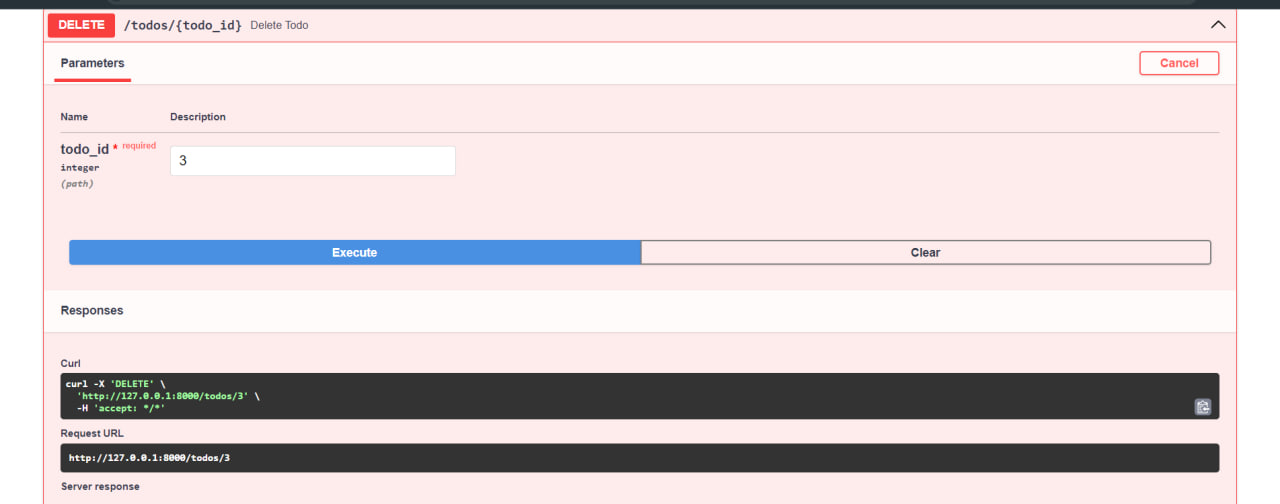 DELETE /todos/{todo_id} Delete Todo
Parameters
Cancel
Name Description
todo_id * required
integer
(path)
3
Execute
Clear
Responses
Curl
curl -X 'DELETE' \
'http://127.0.0.1:8000/todos/3' \
-H 'accept: */*'
Request URL
http://127.0.0.1:8000/todos/3
Server response